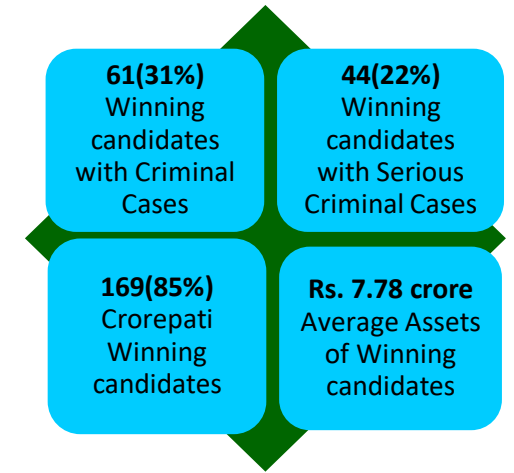 61(31%)
Winning
candidates
with Criminal
Cases
44(22%)
Winning
candidates
with Serious
Criminal Cases
169(85%)
Crorepati
Winning
candidates
Rs. 7.78 crore
Average Assets
of Winning
candidates